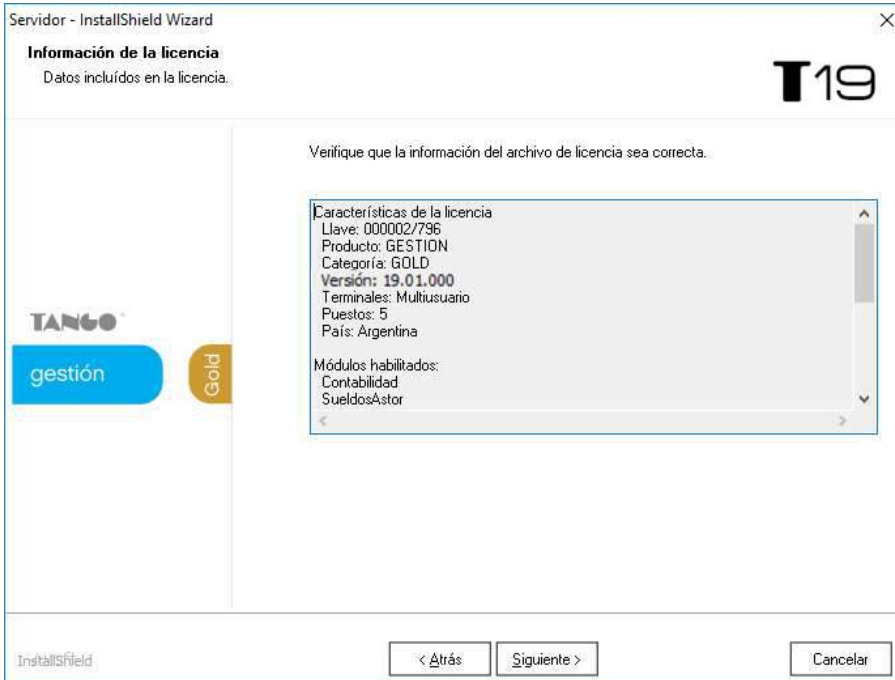 Servidor - InstallShield Wizard
Información de la licencia
Datos incluídos en la licencia.
T19
Verifique que la información del archivo de licencia sea correcta.
Características de la licencia
Llave: 000002/796
Producto: GESTION
Categoría: GOLD
Versión: 19.01.000
Terminales: Multiusuario
Puestos: 5
País: Argentina
Módulos habilitados:
Contabilidad
SueldosAstor
TANGO
gestión
Gold
InstallShield
< Atrás
Siguiente >
Cancelar